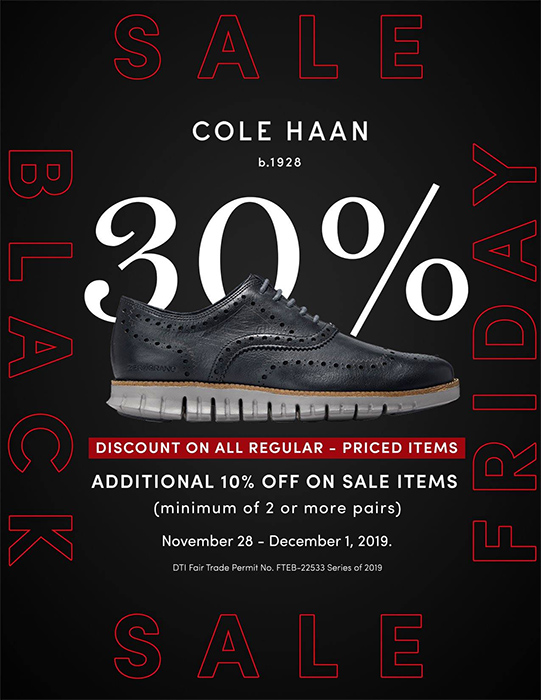 SALE
COLE HAAN
b.1928
BLACK
30%
FRIDAY
DISCOUNT ON ALL REGULAR - PRICED ITEMS
ADDITIONAL 10% OFF ON SALE ITEMS
(minimum of 2 or more pairs)
November 28 - December 1, 2019.
DTI Fair Trade Permit No. FTEB-22533 Series of 2019
SALE